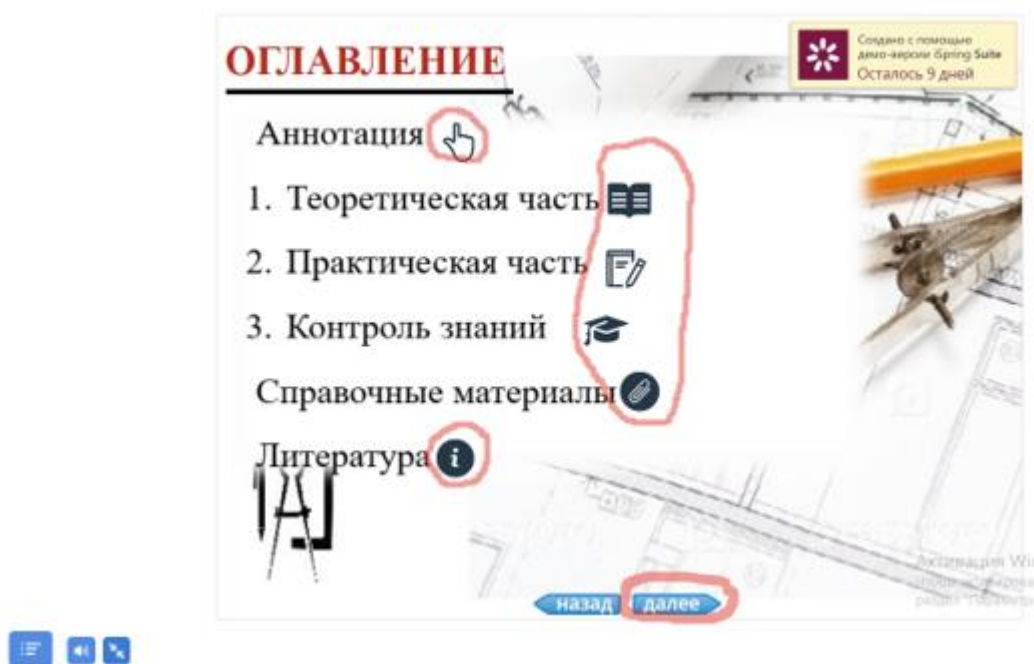 ОГЛАВЛЕНИЕ
Создано с помощью
демо-версии iSpring Suite
Осталось 9 дней
Аннотация
1. Теоретическая часть
2. Практическая часть
3. Контроль знаний
Справочные материалы
Литература
Активация Wi
назад далее